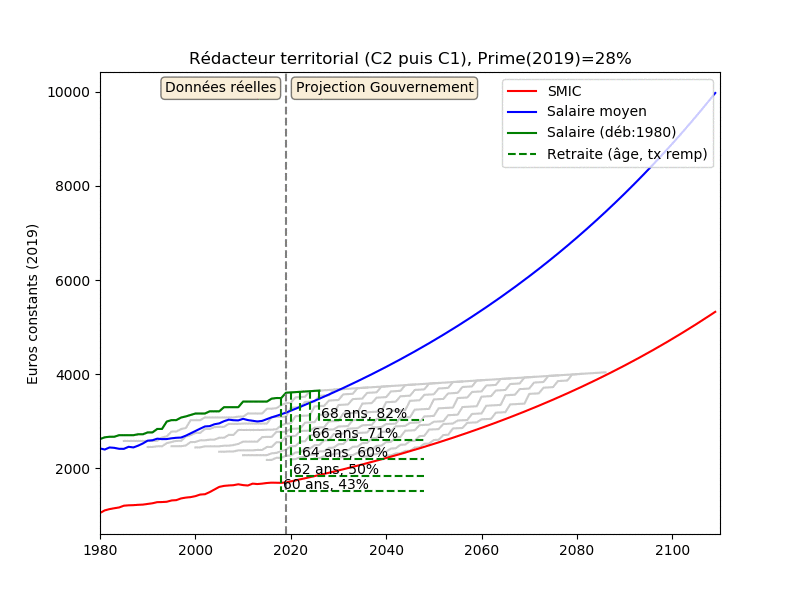 Rédacteur territorial (C2 puis C1), Prime(2019)=28%
Données réelles
Projection Gouvernement
SMIC
Salaire moyen
Salaire (déb:1980)
Retraite (âge, tx remp)
Euros constants (2019)
10000
8000
6000
4000
2000
68 ans, 82%
66 ans, 71%
64 ans, 60%
62 ans, 50%
60 ans, 43%
1980
2000
2020
2040
2060
2080
2100